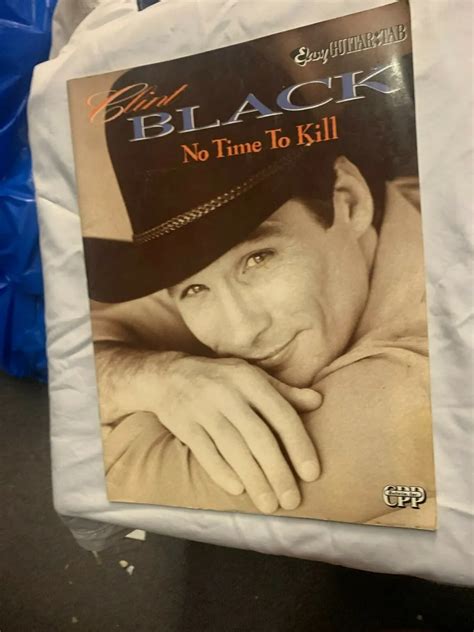 Easy GUITAR TAB
Clint
BLACK
No Time To Kill
CPP